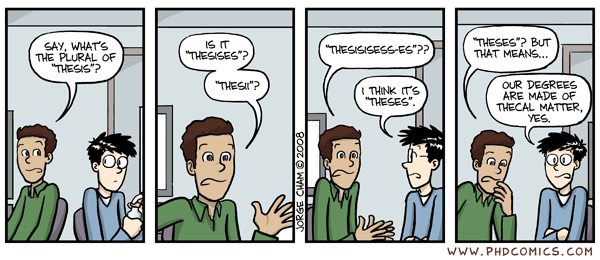 SAY, WHAT'S
THE PLURAL OF
"THESIS"?
IS IT
"THESISES"?
"THESII"?
"THESISISESS-ES"??
I THINK IT'S
"THESES".
"THESES"? BUT
THAT MEANS...
OUR DEGREES
ARE MADE OF
THECAL MATTER,
YES.
JORGE CHAM © 2008
WWW.PHDCOMICS.COM